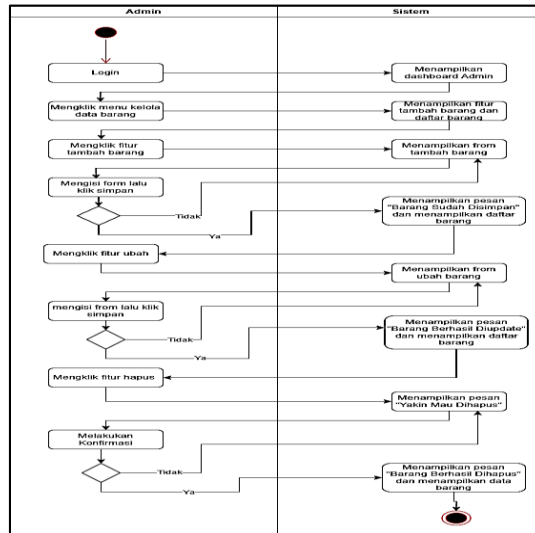 Admin
Sistem
Login
Menampilkan
dashboard Admin
Mengklik menu kelola
data barang
Menampilkan fitur
tambah barang dan
daftar barang
Mengklik fitur
tambah barang
Menampilkan from
tambah barang
Mengisi form lalu
klik simpan
Tidak
Ya
Menampilkan pesan
"Barang Sudah Disimpan"
dan menampilkan daftar
barang
Mengklik fitur ubah
Menampilkan from
ubah barang
mengisi from lalu klik
simpan
Tidak
Ya
Menampilkan pesan
"Barang Berhasil Diupdate"
dan menampilkan daftar
barang
Mengklik fitur hapus
Menampilkan pesan
"Yakin Mau Dihapus"
Melakukan
Konfirmasi
Tidak
Ya
Menampilkan pesan
"Barang Berhasil Dihapus"
dan menampilkan data
barang